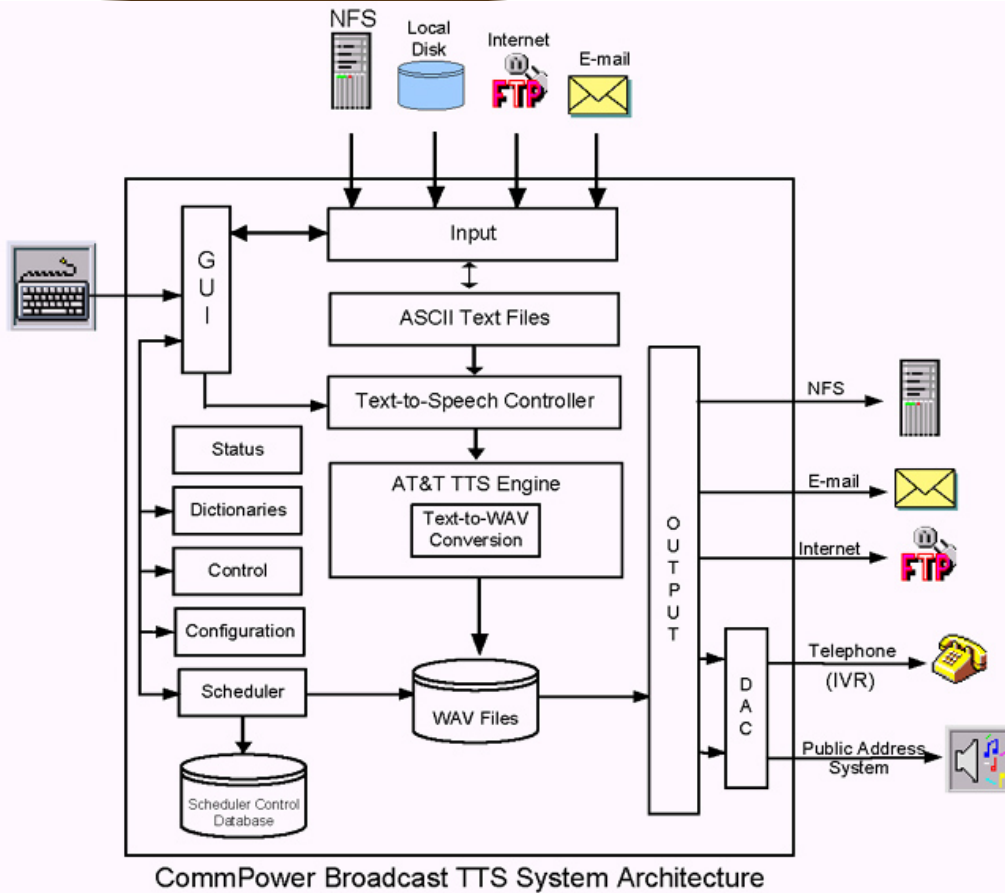 NFS
Local
Disk
Internet
FTP
E-mail
Input
G
U
I
ASCII Text Files
Text-to-Speech Controller
Status
AT&T TTS Engine
Text-to-WAV
Conversion
Dictionaries
Control
Configuration
Scheduler
WAV Files
Scheduler Control
Database
O
U
T
P
U
T
D
A
C
NFS
E-mail
Internet
FTP
Telephone
(IVR)
Public Address
System
CommPower Broadcast TTS System Architecture